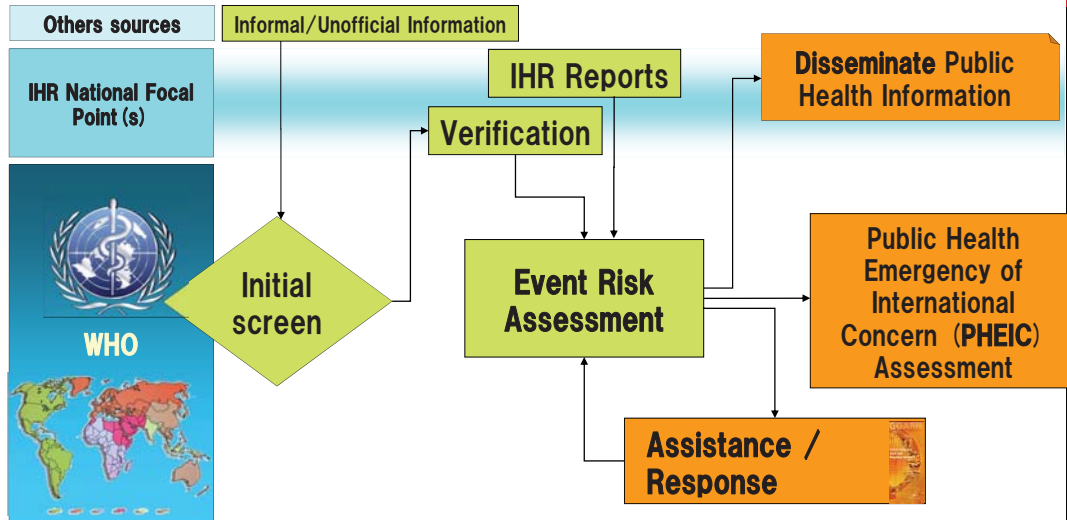 Others sources
Informal/Unofficial Information
IHR National Focal
Point(s)
IHR Reports
Verification
Disseminate Public
Health Information
WHO
Initial
screen
Event Risk
Assessment
Public Health
Emergency of
International
Concern (PHEIC)
Assessment
Assistance /
Response